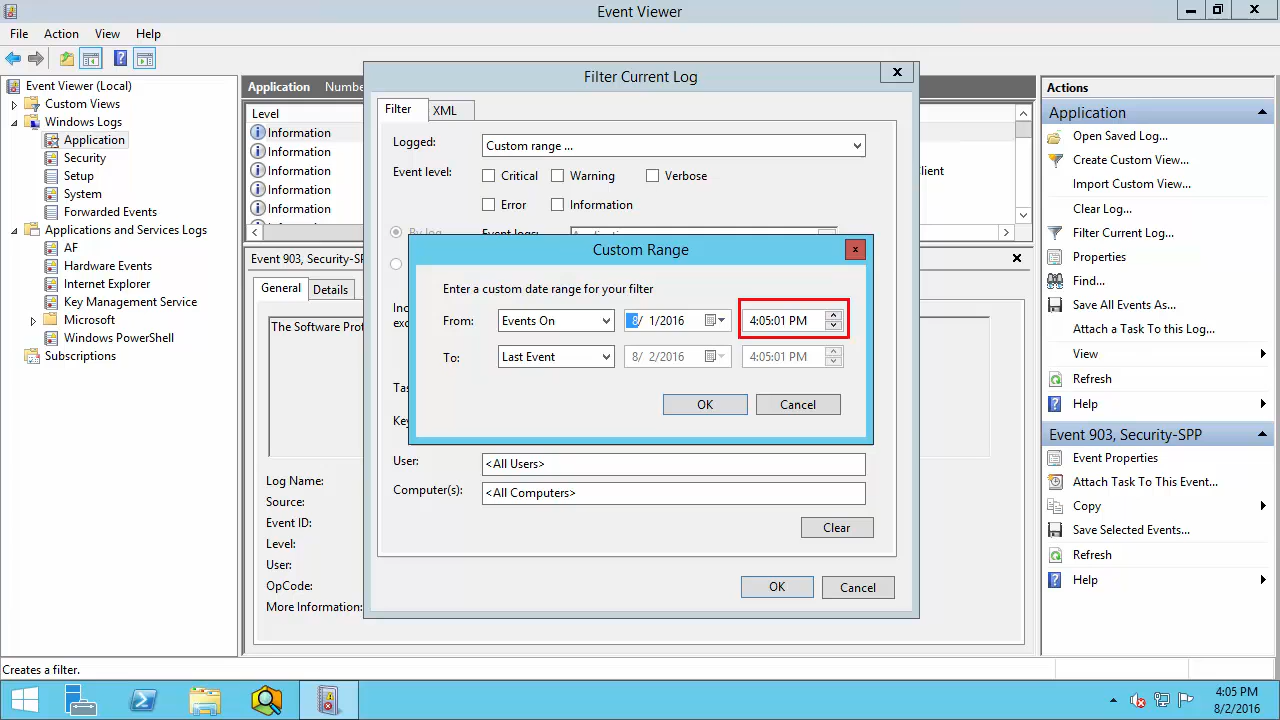 Event Viewer
File Action View Help
Event Viewer (Local)
Custom Views
Windows Logs
Application
Security
Setup
System
Forwarded Events
Applications and Services Logs
AF
Hardware Events
Internet Explorer
Key Management Service
Microsoft
Windows PowerShell
Subscriptions
Application
Level
Information
Information
Information
Information
Information
Event 903, Security-SPP
General Details
Log Name:
Source:
Event ID:
Level:
User:
OpCode:
More Information:
Filter Current Log
Filter XML
Logged: Custom range ...
Event level: Critical Warning Verbose
Error Information
User: <All Users>
Computer(s): <All Computers>
Clear
OK Cancel
Custom Range
Enter a custom date range for your filter
From: Events On 8/ 1/2016 4:05:01 PM
To: Last Event 8/ 2/2016 4:05:01 PM
OK Cancel
Actions
Application
Open Saved Log...
Create Custom View...
Import Custom View...
Clear Log...
Filter Current Log...
Properties
Find...
Save All Events As...
Attach a Task To this Log...
View
Refresh
Help
Event 903, Security-SPP
Event Properties
Attach Task To This Event...
Copy
Save Selected Events...
Refresh
Help
Creates a filter.
4:05 PM
8/2/2016